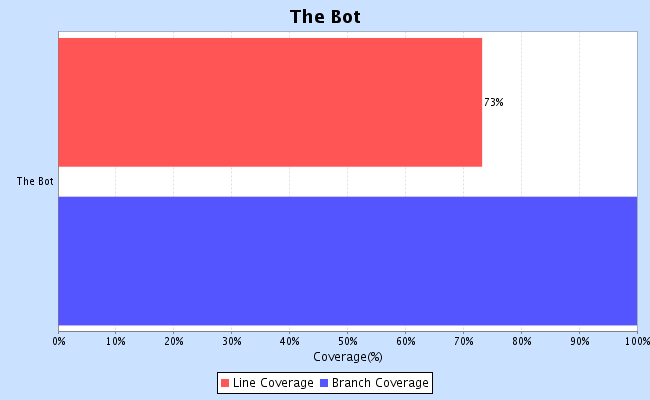 The Bot
73%
The Bot
0% 10% 20% 30% 40% 50% 60% 70% 80% 90% 100%
Coverage(%)
Line Coverage Branch Coverage